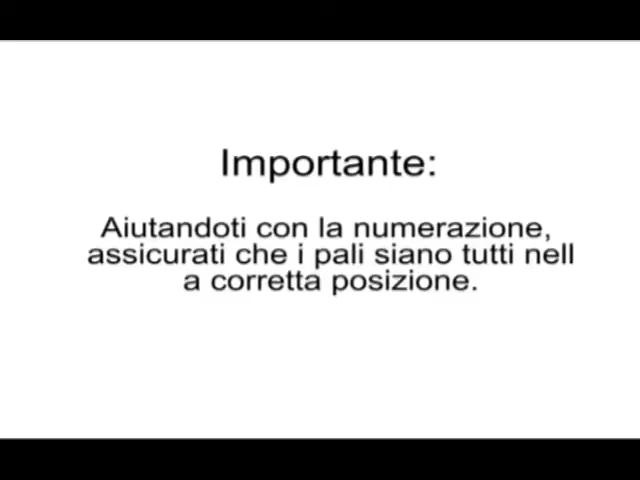 Importante:
Aiutandoti con la numerazione,
assicurati che i pali siano tutti nell
a corretta posizione.